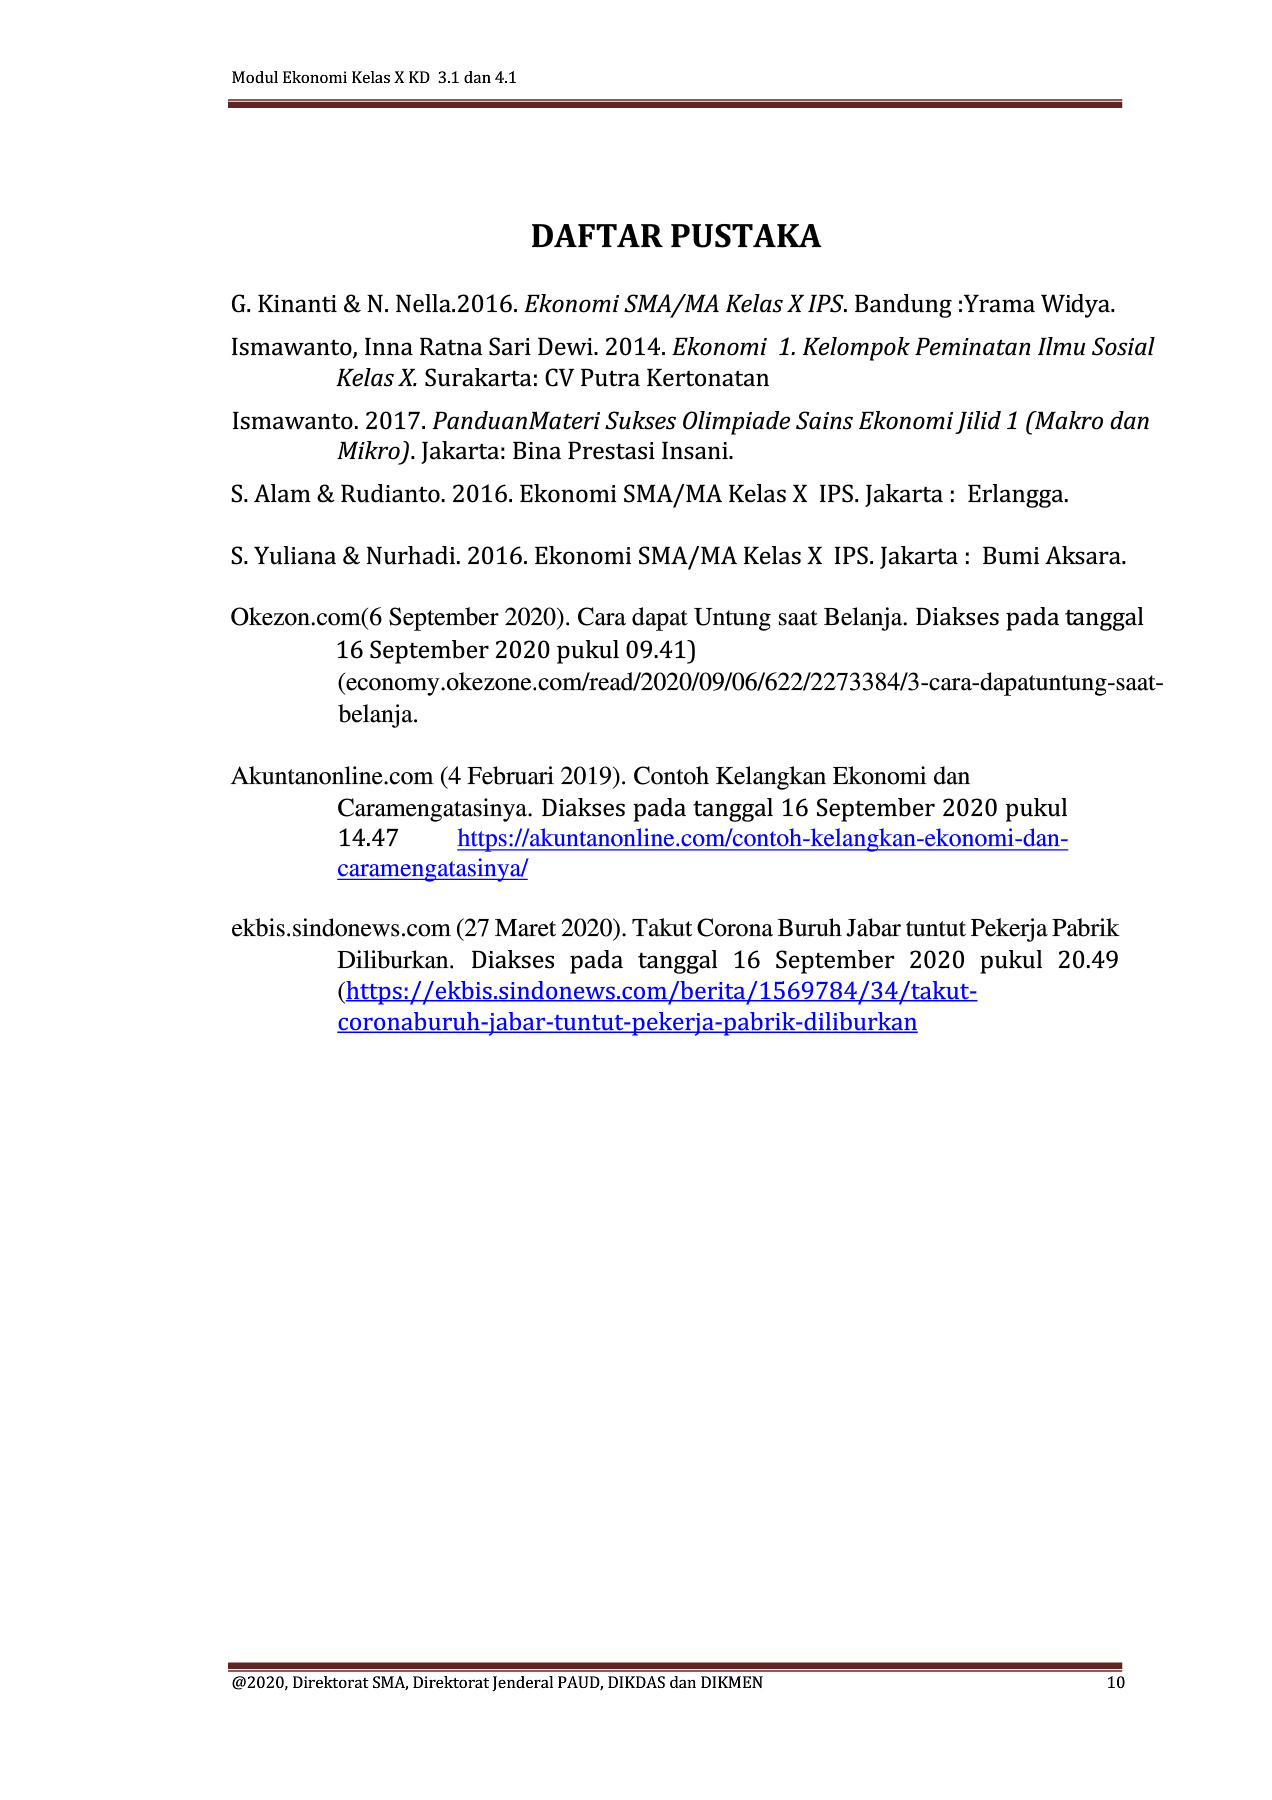 Modul Ekonomi Kelas X KD  3.1 dan 4.1
DAFTAR PUSTAKA
G. Kinanti & N. Nella.2016. Ekonomi SMA/MA Kelas X IPS. Bandung :Yrama Widya.
Ismawanto, Inna Ratna Sari Dewi. 2014. Ekonomi  1. Kelompok Peminatan Ilmu Sosial
Kelas X. Surakarta: CV Putra Kertonatan
Ismawanto. 2017. PanduanMateri Sukses Olimpiade Sains Ekonomi Jilid 1 (Makro dan
Mikro). Jakarta: Bina Prestasi Insani.
S. Alam & Rudianto. 2016. Ekonomi SMA/MA Kelas X  IPS. Jakarta :  Erlangga.
S. Yuliana & Nurhadi. 2016. Ekonomi SMA/MA Kelas X  IPS. Jakarta :  Bumi Aksara.
Okezon.com(6 September 2020). Cara dapat Untung saat Belanja. Diakses pada tanggal
16 September 2020 pukul 09.41)
(economy.okezone.com/read/2020/09/06/622/2273384/3-cara-dapatuntung-saat-
belanja.
Akuntanonline.com (4 Februari 2019). Contoh Kelangkan Ekonomi dan
Caramengatasinya. Diakses pada tanggal 16 September 2020 pukul
14.47 https://akuntanonline.com/contoh-kelangkan-ekonomi-dan-
caramengatasinya/
ekbis.sindonews.com (27 Maret 2020). Takut Corona Buruh Jabar tuntut Pekerja Pabrik
Diliburkan. Diakses pada tanggal 16 September 2020 pukul 20.49
(https://ekbis.sindonews.com/berita/1569784/34/takut-
coronaburuh-jabar-tuntut-pekerja-pabrik-diliburkan
@2020, Direktorat SMA, Direktorat Jenderal PAUD, DIKDAS dan DIKMEN 10